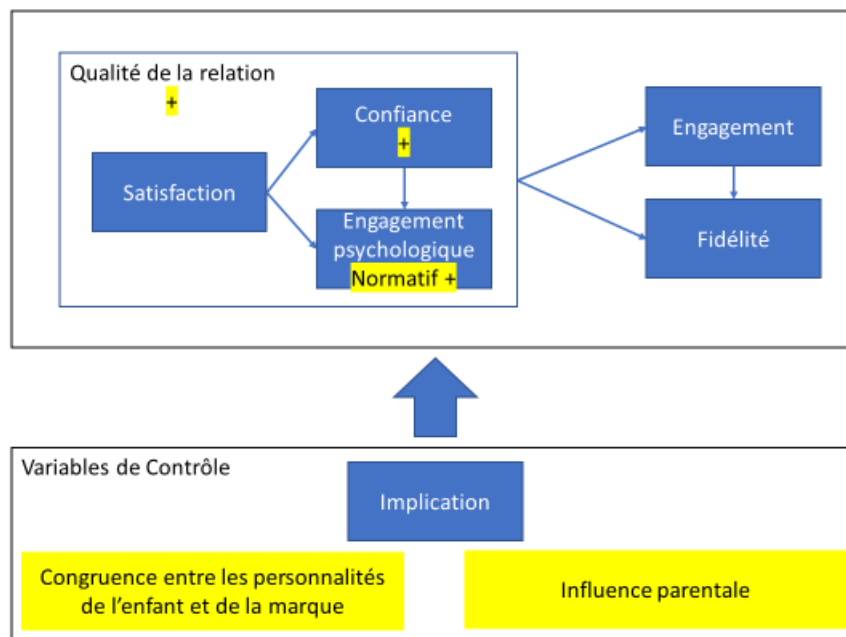 Qualité de la relation
+
Confiance
+
Satisfaction
Engagement
psychologique
Normatif +
Engagement
Fidélité
Variables de Contrôle
Implication
Congruence entre les personnalités
de l'enfant et de la marque
Influence parentale